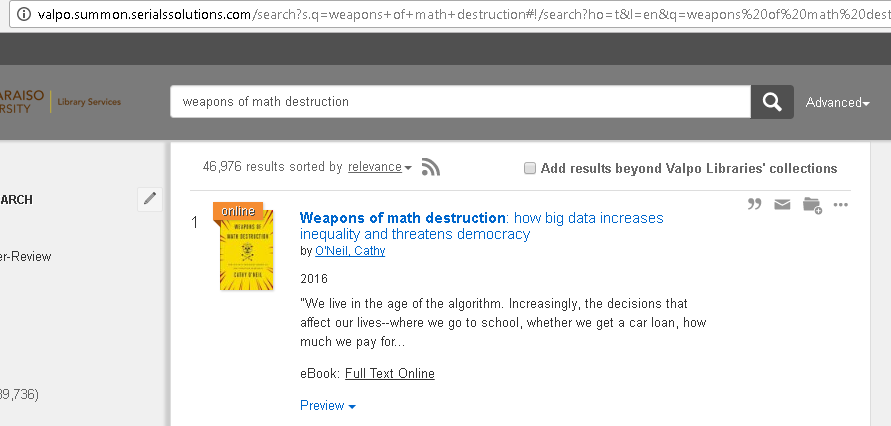 valpo.summon.serialssolutions.com/search?s.q=weapons+of+math+destruction#!/search?ho=t&l=en&q=weapons%20of%20math%20dest
ARAISO
RSITY
Library Services
weapons of math destruction
Advanced
46,976 results sorted by relevance
Add results beyond Valpo Libraries' collections
ARCH
er-Review
39,736)
1
online
WEAPONS OF
MATH DESTRUCTION
CATHY O'NEIL
Weapons of math destruction: how big data increases
inequality and threatens democracy
by O'Neil, Cathy
2016
"We live in the age of the algorithm. Increasingly, the decisions that
affect our lives--where we go to school, whether we get a car loan, how
much we pay for...
eBook: Full Text Online
Preview